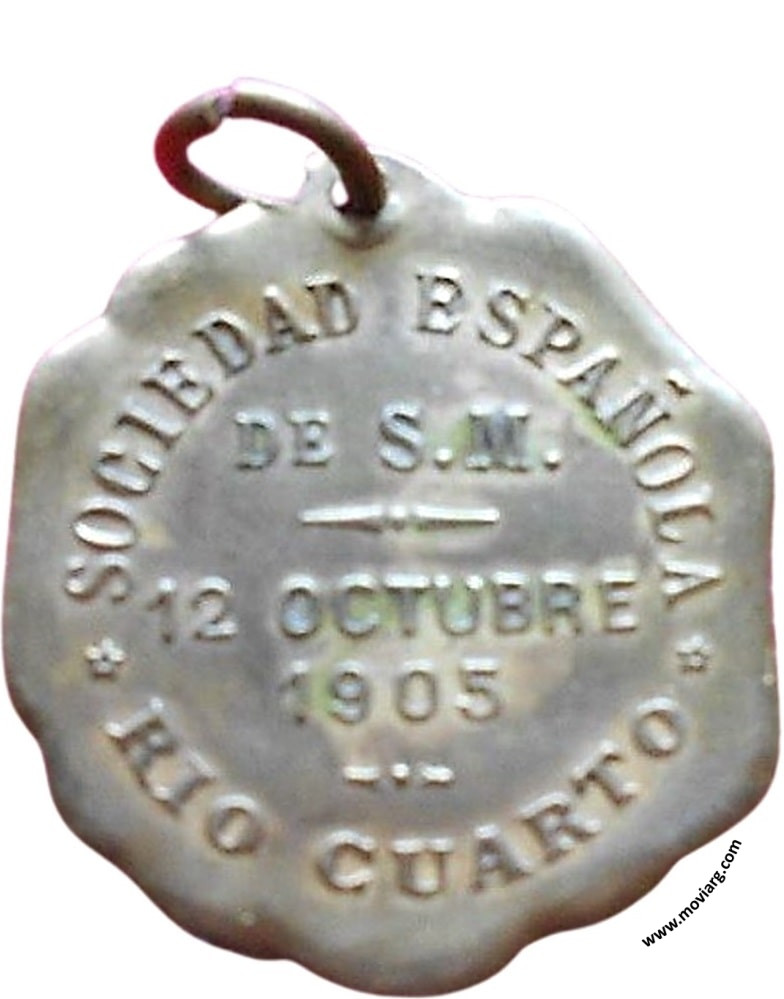 SOCIEDAD ESPAÑOLA
DE S.M.
12 OCTUBRE
1905
RIO CUARTO
www.moviarg.com